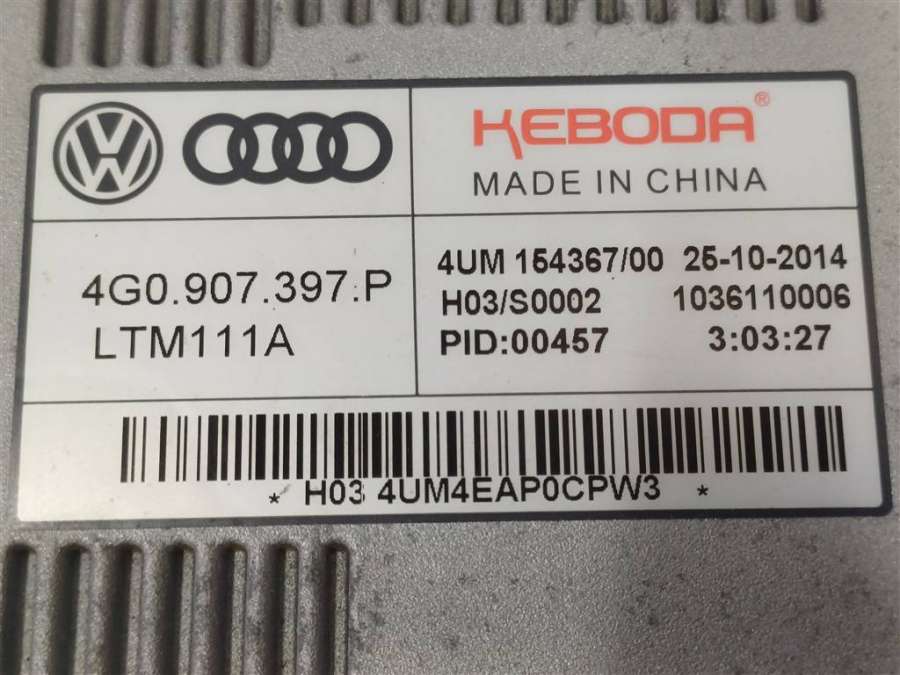 KEBODA®
MADE IN CHINA
4G0.907.397.P
LTM111A
4UM 154367/00 25-10-2014
H03/S0002 1036110006
PID:00457 3:03:27
* H03 4UM4EAP0CPW3 *